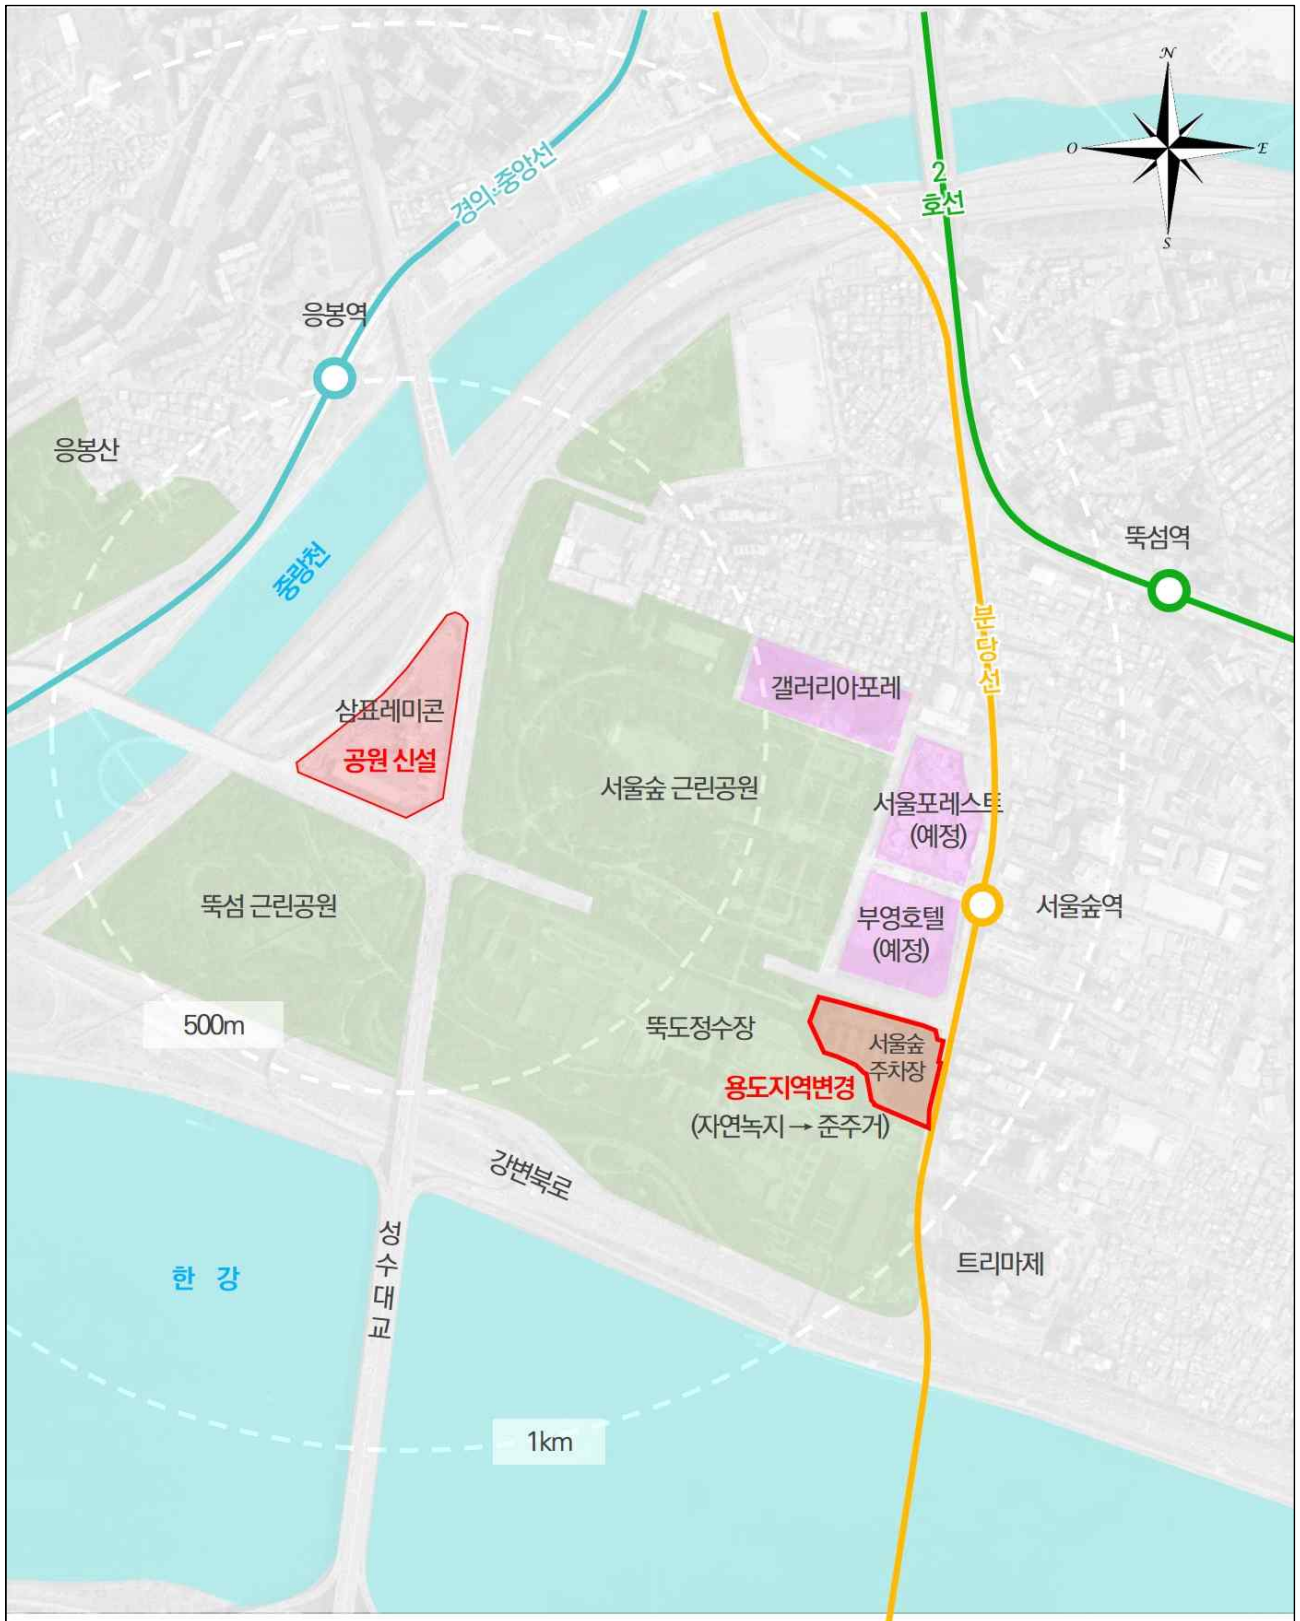 N
O
E
S
경의·중앙선
2
호선
응봉역
응봉산
뚝섬역
중랑천
분당선
갤러리아포레
삼표레미콘
공원 신설
서울숲 근린공원
서울포레스트
(예정)
뚝섬 근린공원
부영호텔
(예정)
서울숲역
500m
뚝도정수장
서울숲
주차장
용도지역변경
(자연녹지 → 준주거)
강변북로
성수대교
트리마제
한 강
1km